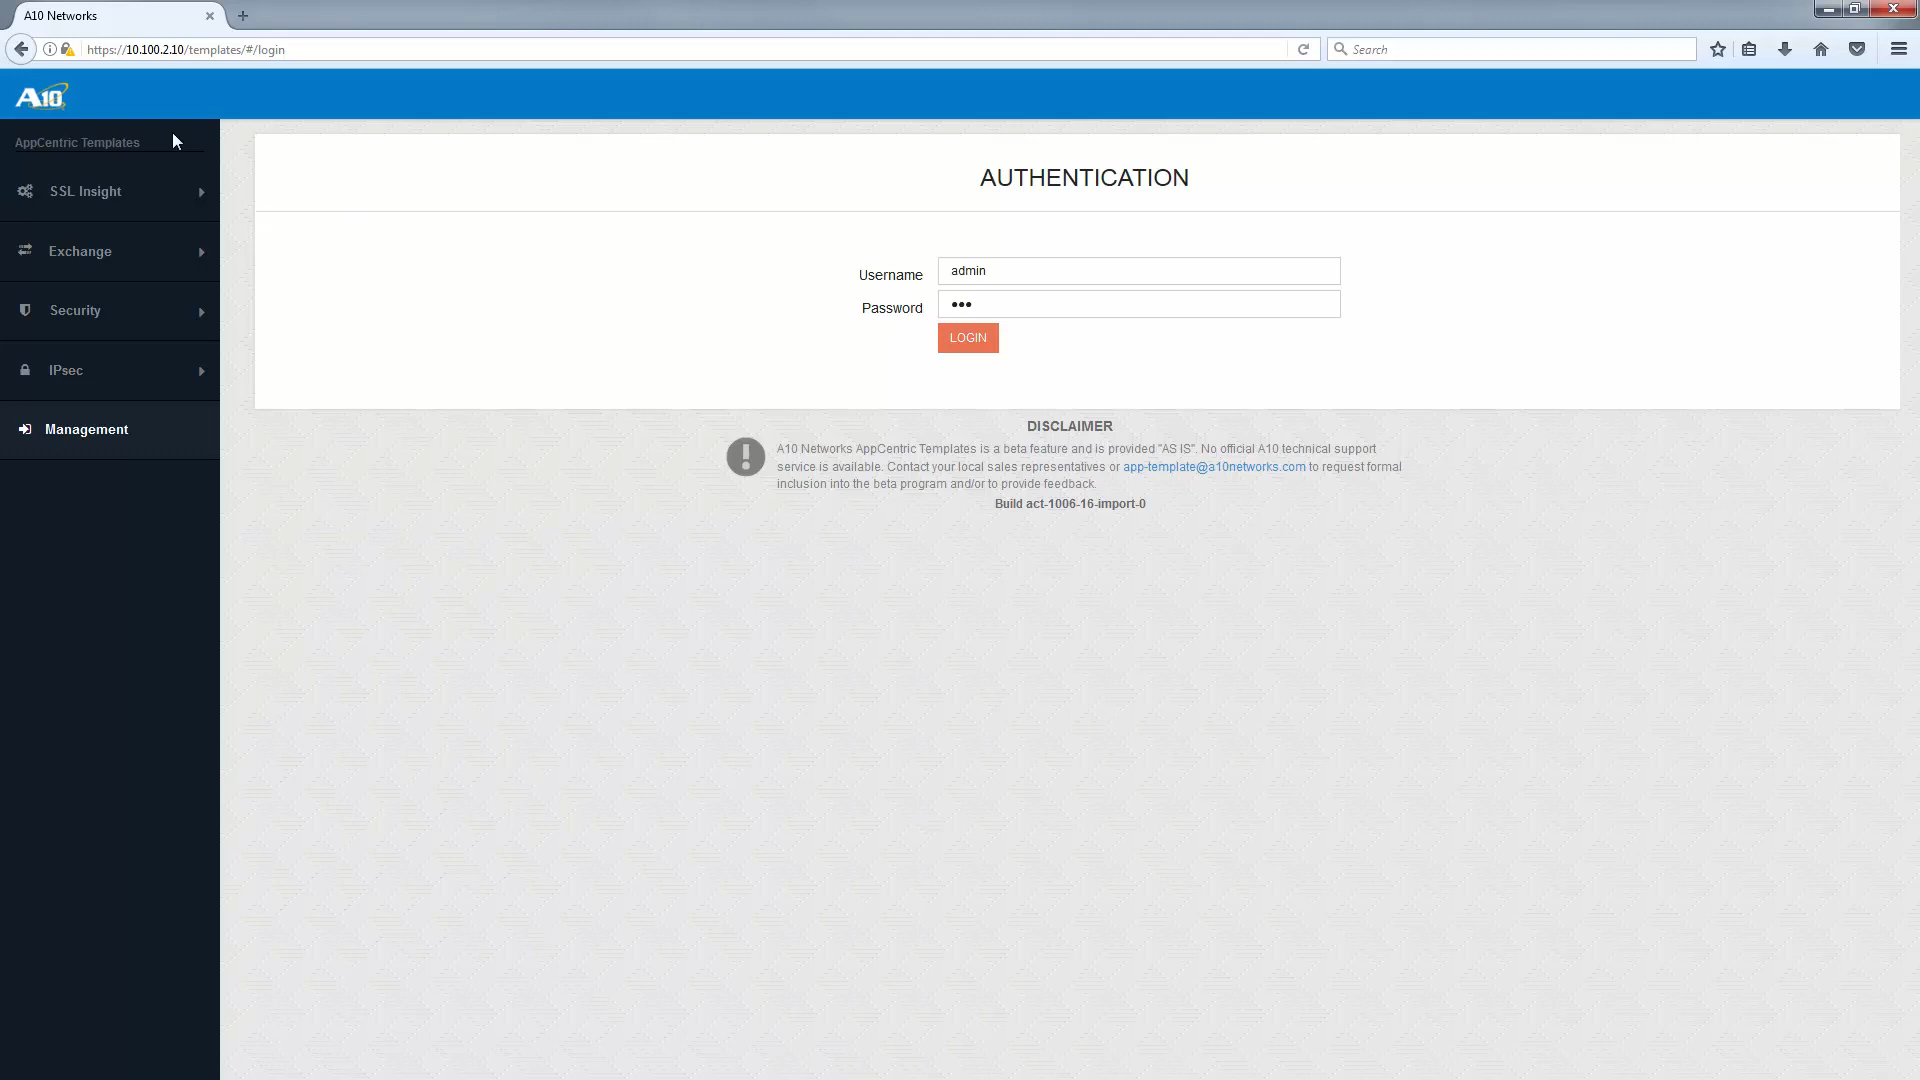 A10 Networks
https://10.100.2.10/templates/#/login
Search
A10
AppCentric Templates
SSL Insight
Exchange
Security
IPsec
Management
AUTHENTICATION
Username admin
Password •••
LOGIN
DISCLAIMER
A10 Networks AppCentric Templates is a beta feature and is provided "AS IS". No official A10 technical support
service is available. Contact your local sales representatives or app-template@a10networks.com to request formal
inclusion into the beta program and/or to provide feedback.
Build act-1006-16-import-0